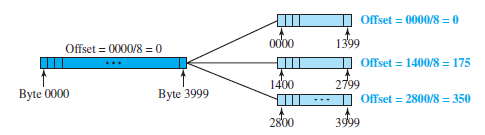 Offset = 0000/8 = 0
0000
1399
Offset = 0000/8 = 0
Offset = 1400/8 = 175
1400
2799
Byte 0000
Byte 3999
Offset = 2800/8 = 350
2800
3999